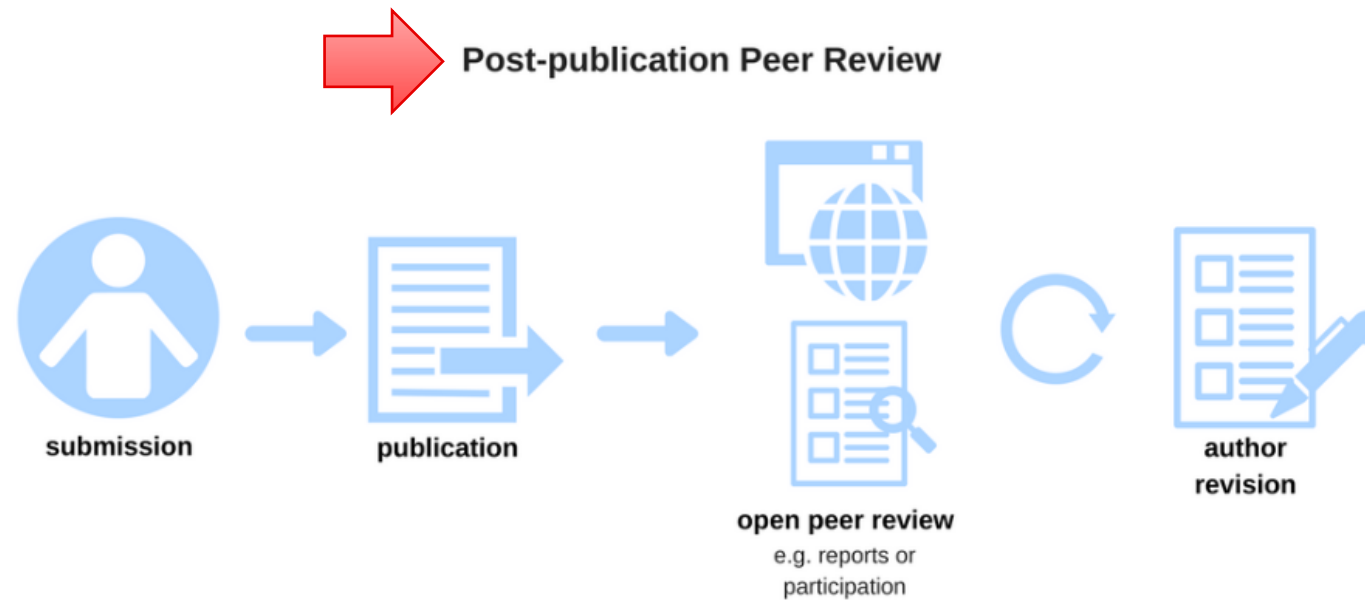 Post-publication Peer Review
submission
publication
open peer review
e.g. reports or
participation
author
revision